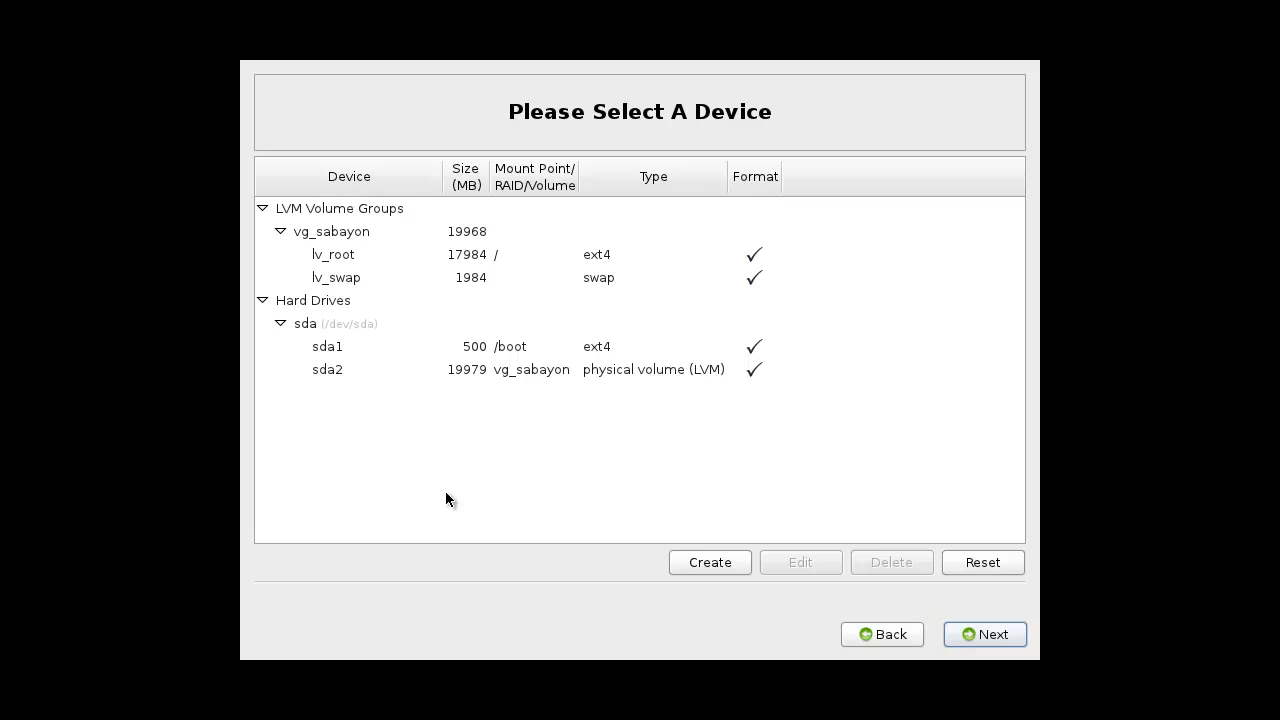 Please Select A Device
Device Size (MB) Mount Point/ RAID/Volume Type Format
LVM Volume Groups
vg_sabayon 19968
lv_root 17984 / ext4
lv_swap 1984 swap
Hard Drives
sda (/dev/sda)
sda1 500 /boot ext4
sda2 19979 vg_sabayon physical volume (LVM)
Create Edit Delete Reset
Back Next